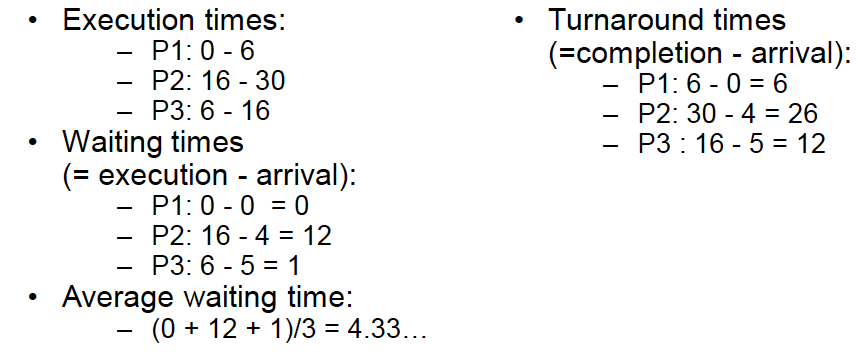 • Execution times:
– P1: 0 - 6
– P2: 16 - 30
– P3: 6 - 16
• Waiting times
(= execution - arrival):
– P1: 0 - 0 = 0
– P2: 16 - 4 = 12
– P3: 6 - 5 = 1
• Average waiting time:
– (0 + 12 + 1)/3 = 4.33…
• Turnaround times
(=completion - arrival):
– P1: 6 - 0 = 6
– P2: 30 - 4 = 26
– P3 : 16 - 5 = 12